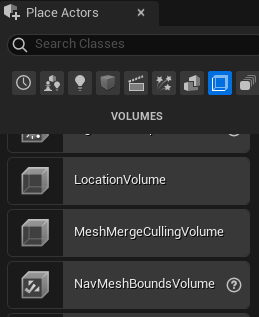 Place Actors
Search Classes
VOLUMES
LocationVolume
MeshMergeCullingVolume
NavMeshBoundsVolume